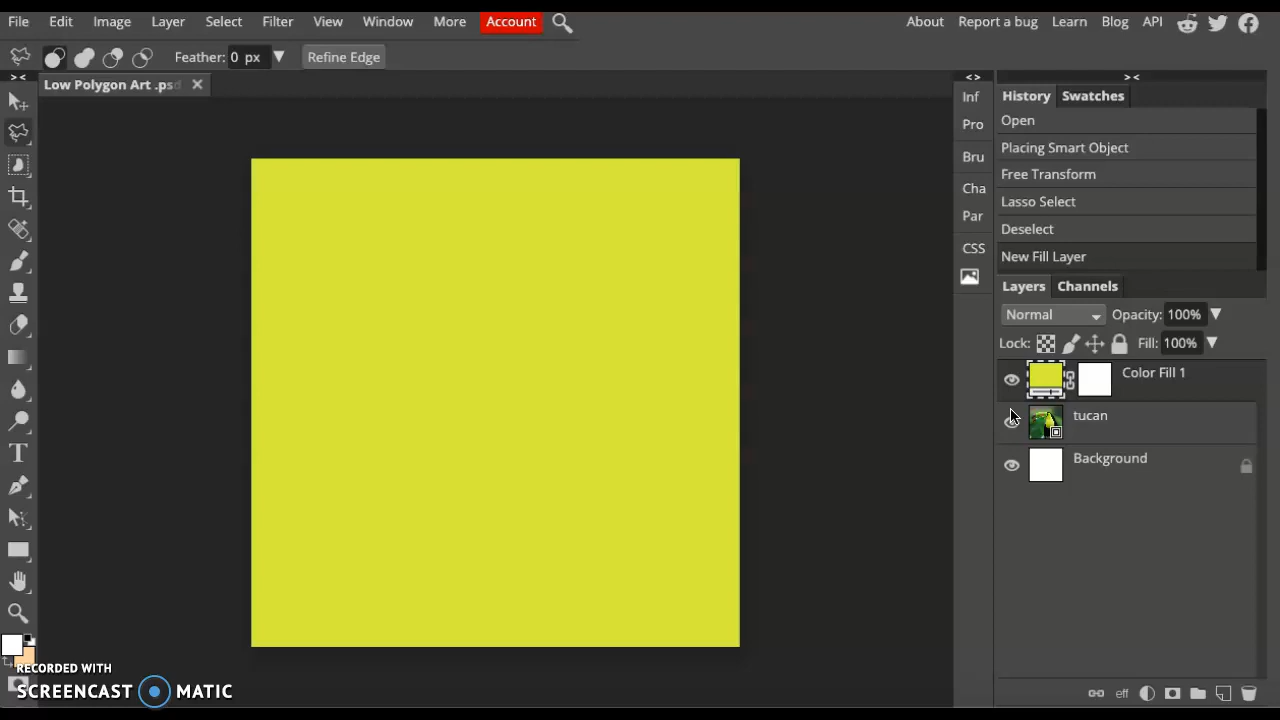 File Edit Image Layer Select Filter View Window More Account About Report a bug Learn Blog API
Feather: 0 px Refine Edge
Low Polygon Art .psd
Inf
Pro
Bru
Cha
Par
CSS
History Swatches
Open
Placing Smart Object
Free Transform
Lasso Select
Deselect
New Fill Layer
Layers Channels
Normal Opacity: 100%
Lock: Fill: 100%
Color Fill 1
tucan
Background
eff
RECORDED WITH
SCREENCAST MATIC